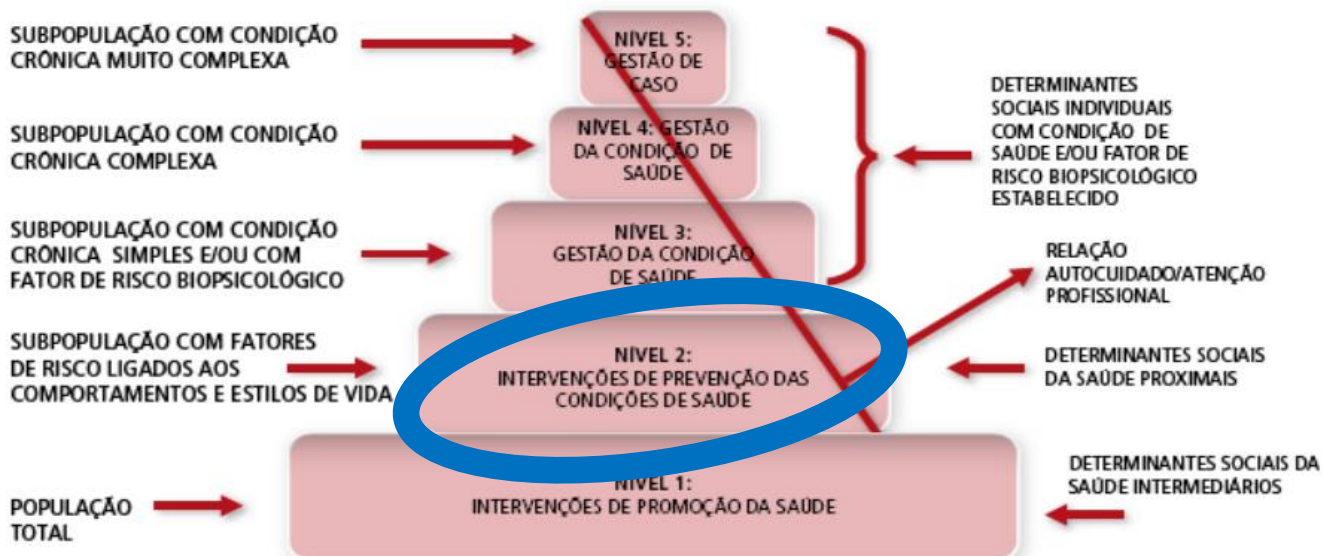 SUBPOPULAÇÃO COM CONDIÇÃO
CRÔNICA MUITO COMPLEXA
NÍVEL 5:
GESTÃO DE
CASO
DETERMINANTES
SOCIAIS INDIVIDUAIS
COM CONDIÇÃO DE
SAÚDE E/OU FATOR DE
RISCO BIOPSICOLÓGICO
ESTABELECIDO
SUBPOPULAÇÃO COM CONDIÇÃO
CRÔNICA COMPLEXA
NÍVEL 4: GESTÃO
DA CONDIÇÃO DE
SAÚDE
SUBPOPULAÇÃO COM CONDIÇÃO
CRÔNICA SIMPLES E/OU COM
FATOR DE RISCO BIOPSICOLÓGICO
NÍVEL 3:
GESTÃO DA CONDIÇÃO
DE SAÚDE
RELAÇÃO
AUTOCUIDADO/ATENÇÃO
PROFISSIONAL
SUBPOPULAÇÃO COM FATORES
DE RISCO LIGADOS AOS
COMPORTAMENTOS E ESTILOS DE VIDA
NÍVEL 2:
INTERVENÇÕES DE PREVENÇÃO DAS
CONDIÇÕES DE SAÚDE
DETERMINANTES SOCIAIS
DA SAÚDE PROXIMAIS
POPULAÇÃO
TOTAL
NÍVEL 1:
INTERVENÇÕES DE PROMOÇÃO DA SAÚDE
DETERMINANTES SOCIAIS DA
SAÚDE INTERMEDIÁRIOS